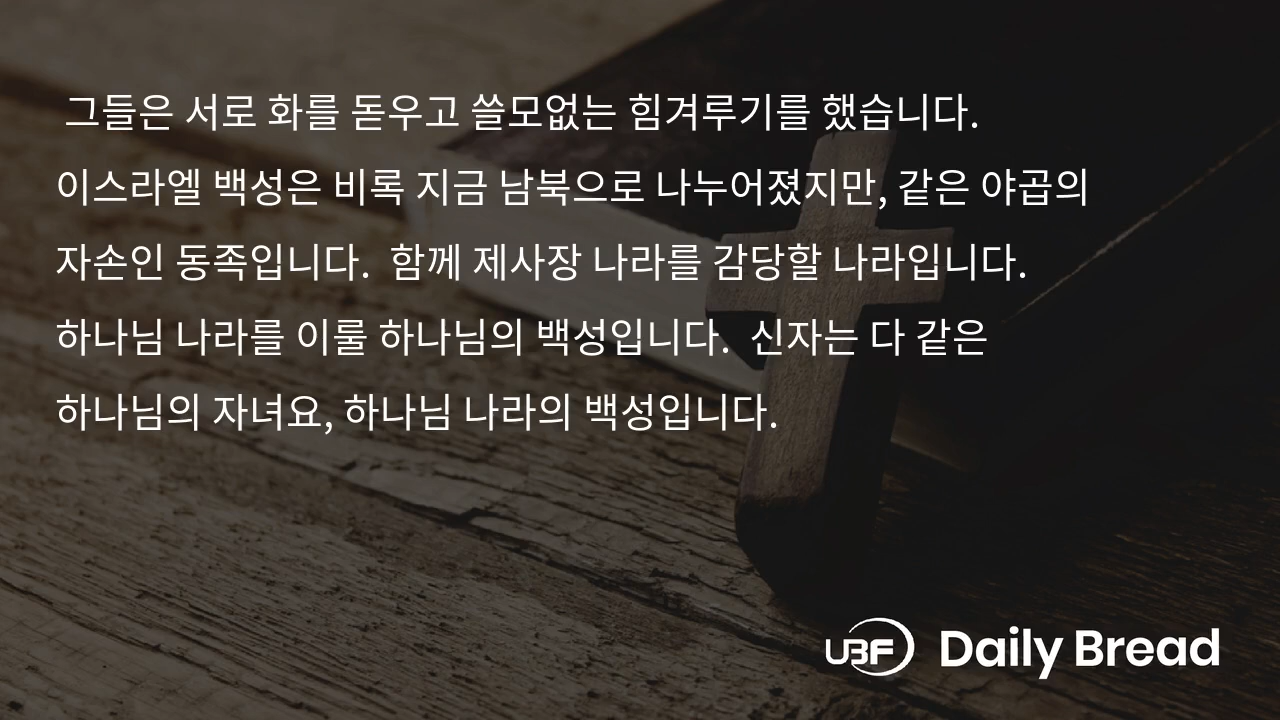 그들은 서로 화를 돋우고 쓸모없는 힘겨루기를 했습니다.
이스라엘 백성은 비록 지금 남북으로 나누어졌지만, 같은 야곱의
자손인 동족입니다. 함께 제사장 나라를 감당할 나라입니다.
하나님 나라를 이룰 하나님의 백성입니다. 신자는 다 같은
하나님의 자녀요, 하나님 나라의 백성입니다.
UBF Daily Bread